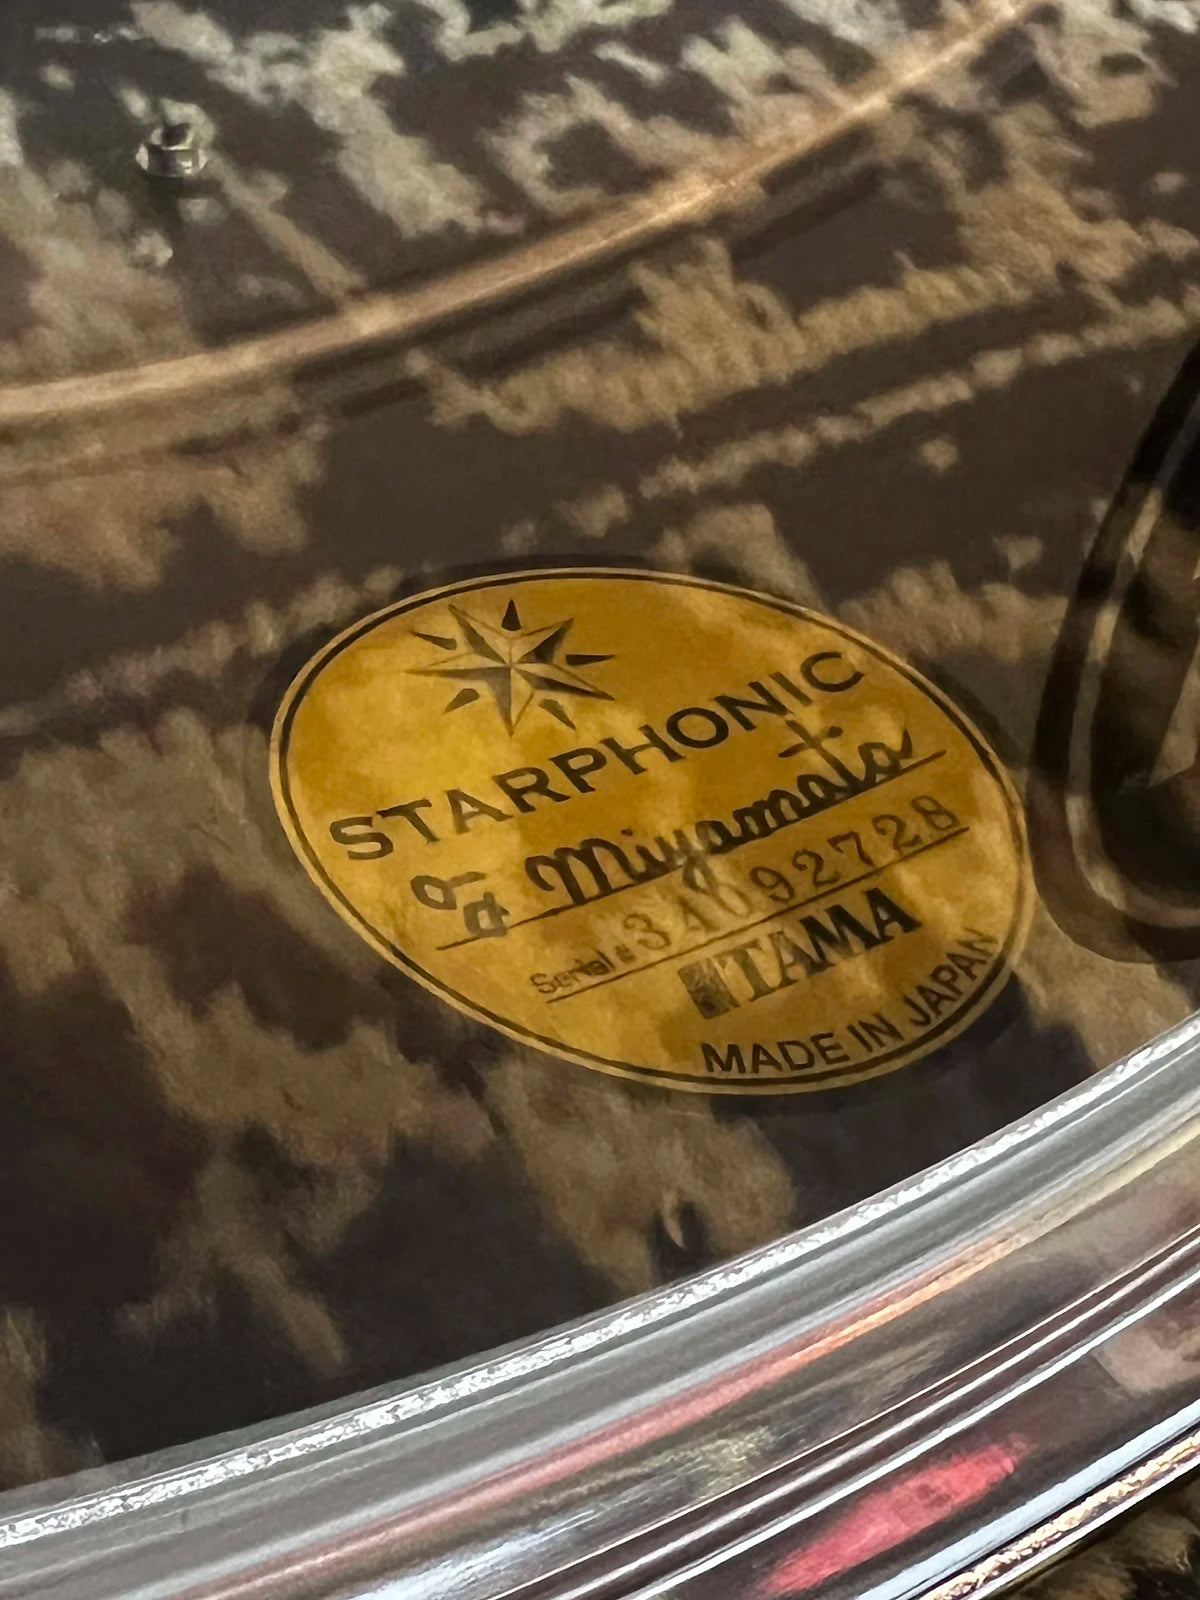 STARPHONIC
Miyamoto
Serial # 34092728
TAMA
MADE IN JAPAN